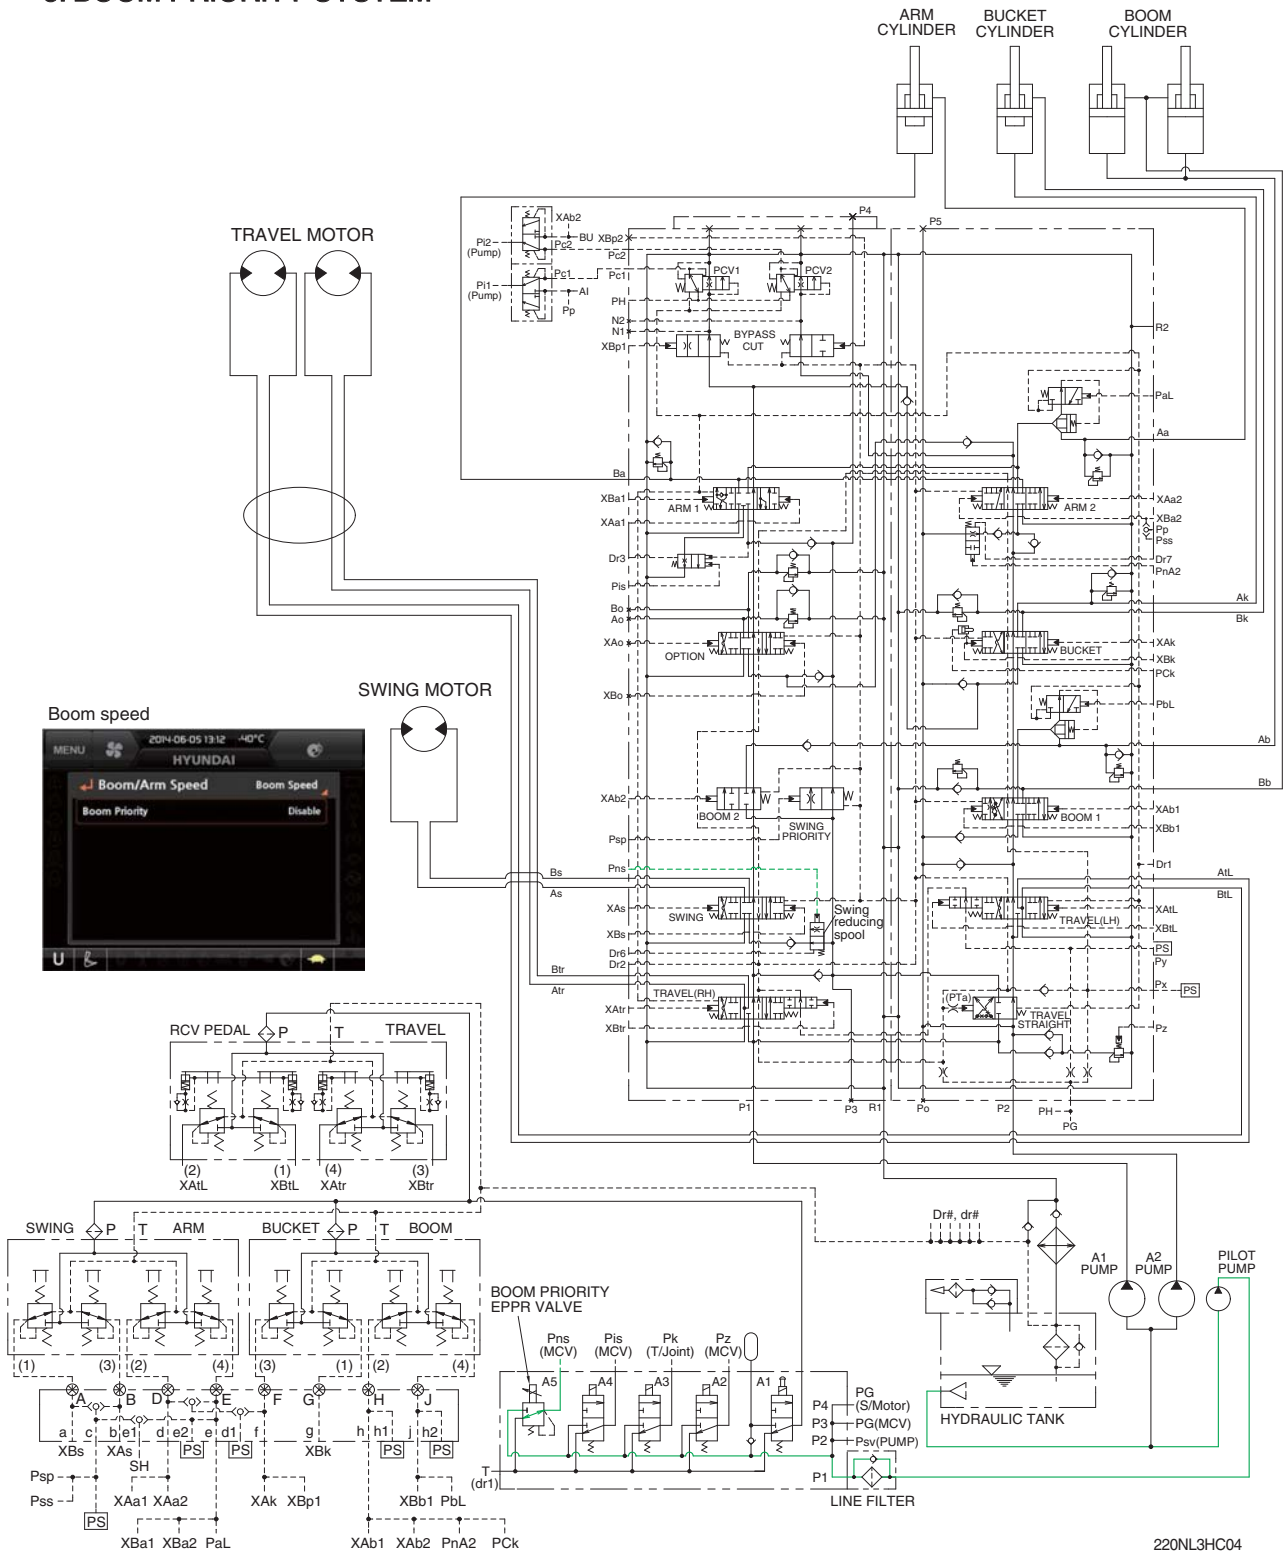 ARM
CYLINDER
BUCKET
CYLINDER
BOOM
CYLINDER
TRAVEL MOTOR
XAb2
BU
Pc2
Pi2
(Pump)
Pc1
Pi1
(Pump)
AI
Pp
P4
P5
XBp2
Pc2
Pc1
PH
N2
N1
XBp1
PCV1
PCV2
BYPASS
CUT
R2
PaL
Aa
Ba
XBa1
ARM 1
XAa1
Dr3
Pis
Bo
Ao
XAo
OPTION
XBo
XAa2
ARM 2
XBa2
Pp
Pss
Dr7
PnA2
Ak
Bk
XAk
BUCKET
XBk
PCk
PbL
Ab
Bb
SWING MOTOR
Boom speed
MENU
2014-06-05 13:12
-40°C
HYUNDAI
Boom/Arm Speed
Boom Speed
Boom Priority
Disable
U
XAb2
BOOM 2
SWING
PRIORITY
Psp
Pns
XAb1
BOOM 1
XBb1
Dr1
AtL
BtL
Bs
As
XAs
SWING
XBs
Dr6
Dr2
Swing
reducing
spool
XAtL
TRAVEL(LH)
XBtL
PS
Py
Px
PS
Btr
Atr
TRAVEL(RH)
XAtr
XBtr
(PTa)
TRAVEL
STRAIGHT
Pz
P1
P3
R1
Po
P2
PH
PG
RCV PEDAL
P
T
TRAVEL
(2)
XAtL
(1)
XBtL
(4)
XAtr
(3)
XBtr
SWING
P
T
ARM
BUCKET
P
T
BOOM
(1)
(3)
(2)
(4)
(3)
(1)
(2)
(4)
A
B
D
E
F
G
H
J
a
c
b
e1
d
e2
e
d1
f
g
h
h1
j
h2
PS
PS
PS
PS
XBs
XAs
SH
XBk
Psp
Pss
PS
XAa1
XAa2
XAk
XBp1
XBb1
PbL
XBa1
XBa2
PaL
XAb1
XAb2
PnA2
PCk
BOOM PRIORITY
EPPR VALVE
Pns
(MCV)
Pis
(MCV)
Pk
(T/Joint)
Pz
(MCV)
A5
A4
A3
A2
A1
T
(dr1)
PG
(S/Motor)
P4
P3
PG(MCV)
P2
Psv(PUMP)
P1
LINE FILTER
Dr#, dr#
A1
PUMP
A2
PUMP
PILOT
PUMP
HYDRAULIC TANK
220NL3HC04